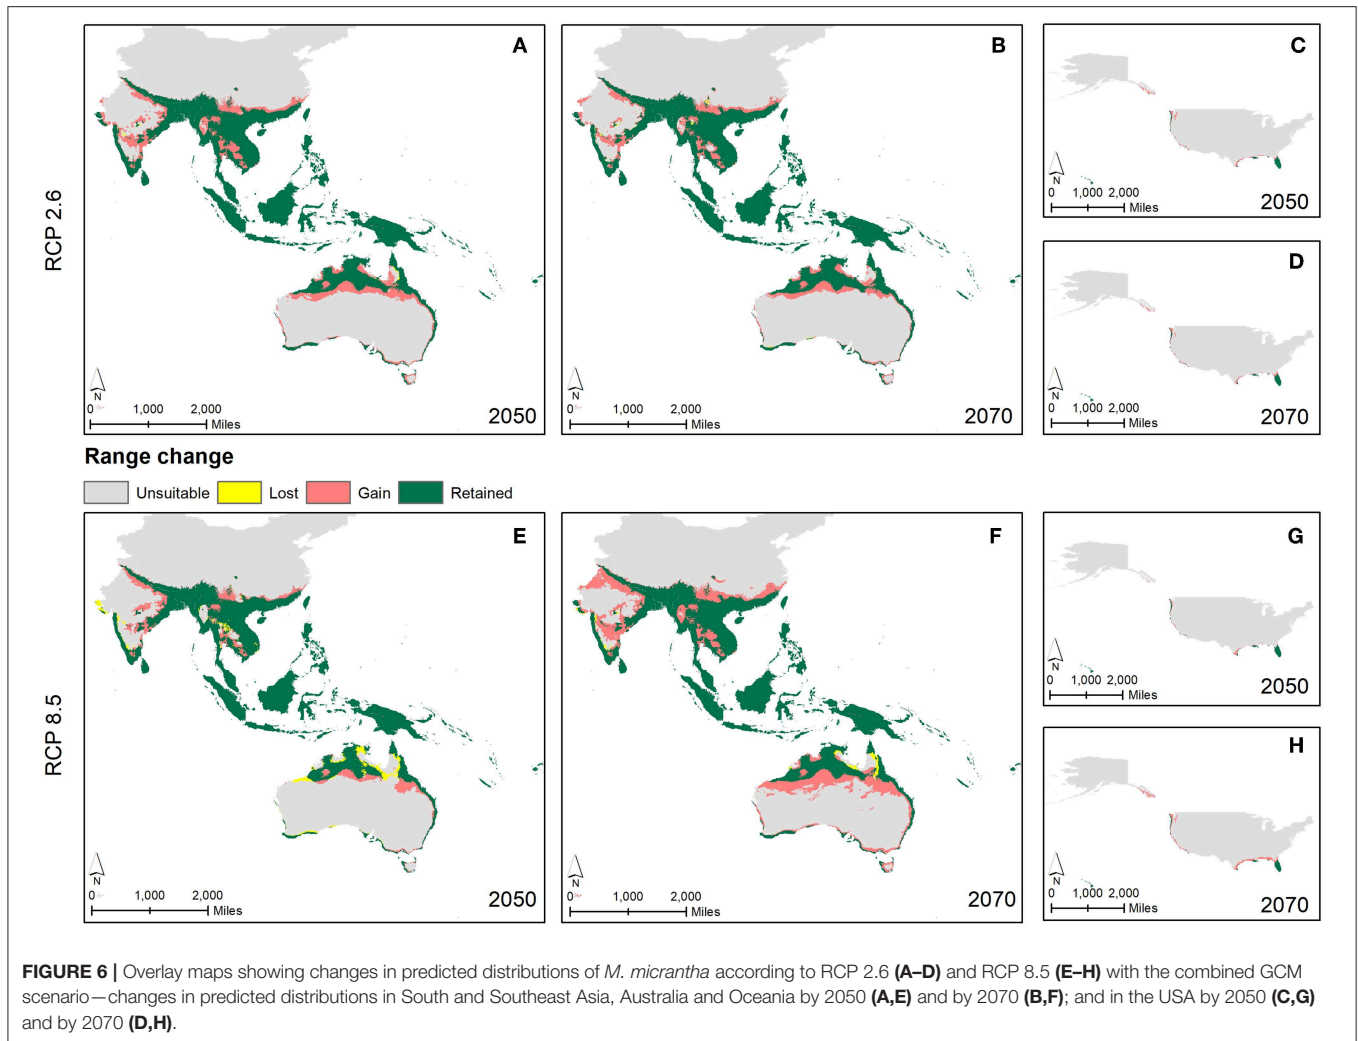 RCP 2.6
A
N
0 1,000 2,000
Miles
2050
B
N
0 1,000 2,000
Miles
2070
C
N
0 1,000 2,000
Miles
2050
D
N
0 1,000 2,000
Miles
2070
Range change
Unsuitable Lost Gain Retained
RCP 8.5
E
N
0 1,000 2,000
Miles
2050
F
N
0 1,000 2,000
Miles
2070
G
N
0 1,000 2,000
Miles
2050
H
N
0 1,000 2,000
Miles
2070
FIGURE 6 | Overlay maps showing changes in predicted distributions of M. micrantha according to RCP 2.6 (A–D) and RCP 8.5 (E–H) with the combined GCM
scenario—changes in predicted distributions in South and Southeast Asia, Australia and Oceania by 2050 (A,E) and by 2070 (B,F); and in the USA by 2050 (C,G)
and by 2070 (D,H).